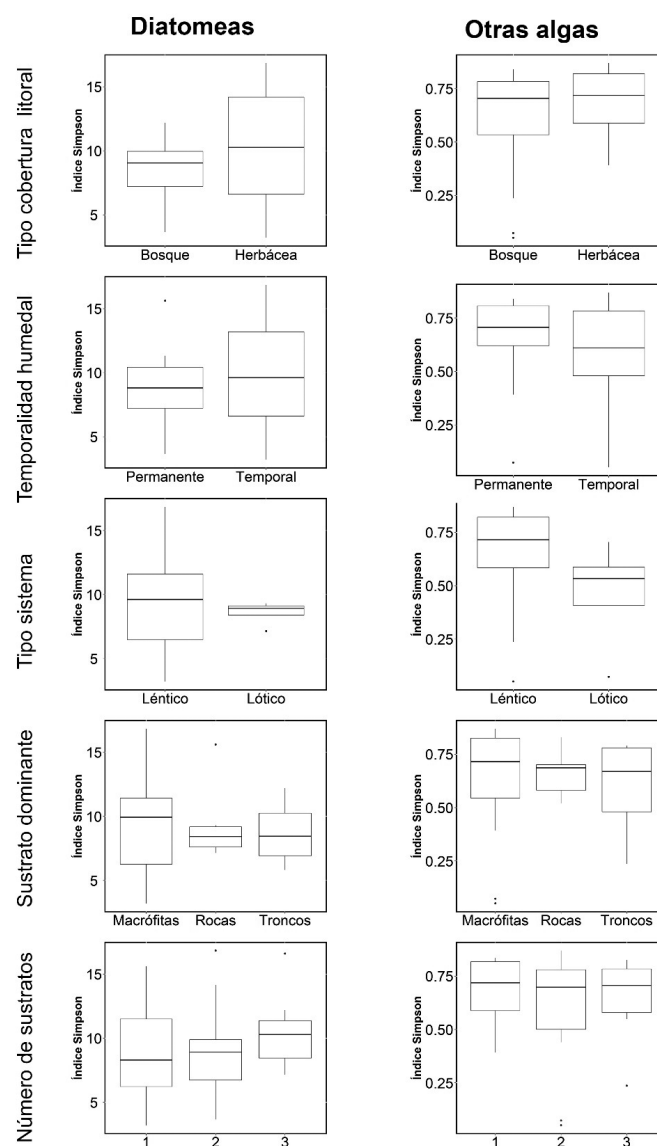 Diatomeas
Otras algas
Tipo cobertura litoral
Índice Simpson
15
10
5
Bosque Herbácea
Índice Simpson
0.75
0.50
0.25
Bosque Herbácea
Temporalidad humedal
Índice Simpson
15
10
5
Permanente Temporal
Índice Simpson
0.75
0.50
0.25
Permanente Temporal
Tipo sistema
Índice Simpson
15
10
5
Léntico Lótico
Índice Simpson
0.75
0.50
0.25
Léntico Lótico
Sustrato dominante
Índice Simpson
15
10
5
Macrófitas Rocas Troncos
Índice Simpson
0.75
0.50
0.25
Macrófitas Rocas Troncos
Número de sustratos
Índice Simpson
15
10
5
1 2 3
Índice Simpson
0.75
0.50
0.25
1 2 3